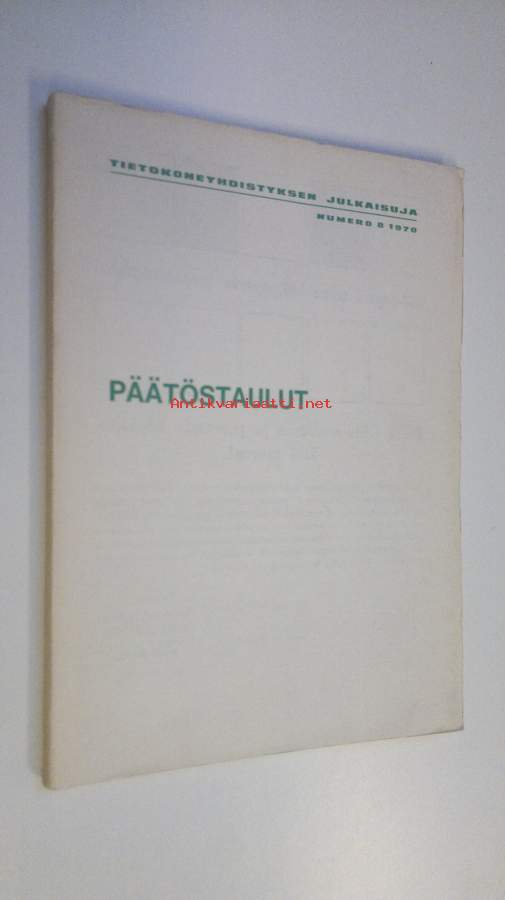 TIETOKONEYHDISTYKSEN JULKAISUJA
NUMERO 8 1970
PÄÄTÖSTAULUT
Antikvariaatti.net